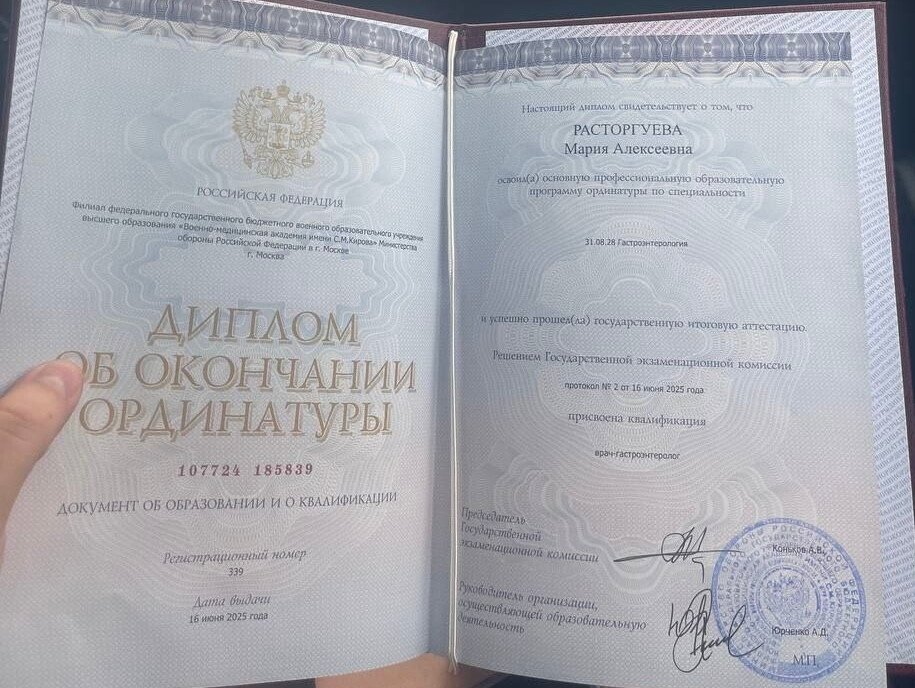 РОССИЙСКАЯ ФЕДЕРАЦИЯ
Филиал федерального государственного бюджетного военного образовательного учреждения
высшего образования «Военно-медицинская академия имени С.М.Кирова» Министерства
обороны Российской Федерации в г. Москве
г. Москва
ДИПЛОМ
ОБ ОКОНЧАНИИ
ОРДИНАТУРЫ
107724 185839
ДОКУМЕНТ ОБ ОБРАЗОВАНИИ И О КВАЛИФИКАЦИИ
Регистрационный номер
339
Дата выдачи
16 июня 2025 года
Настоящий диплом свидетельствует о том, что
РАСТОРГУЕВА
Мария Алексеевна
освоил(а) основную профессиональную образовательную
программу ординатуры по специальности
31.08.28 Гастроэнтерология
и успешно прошел(ла) государственную итоговую аттестацию.
Решением Государственной экзаменационной комиссии
протокол № 2 от 16 июня 2025 года
присвоена квалификация
врач-гастроэнтеролог
Председатель
Государственной
экзаменационной комиссии
Коньков А.В.
Руководитель организации,
осуществляющей образовательную
деятельность
Юрченко А.Д.
М.П.